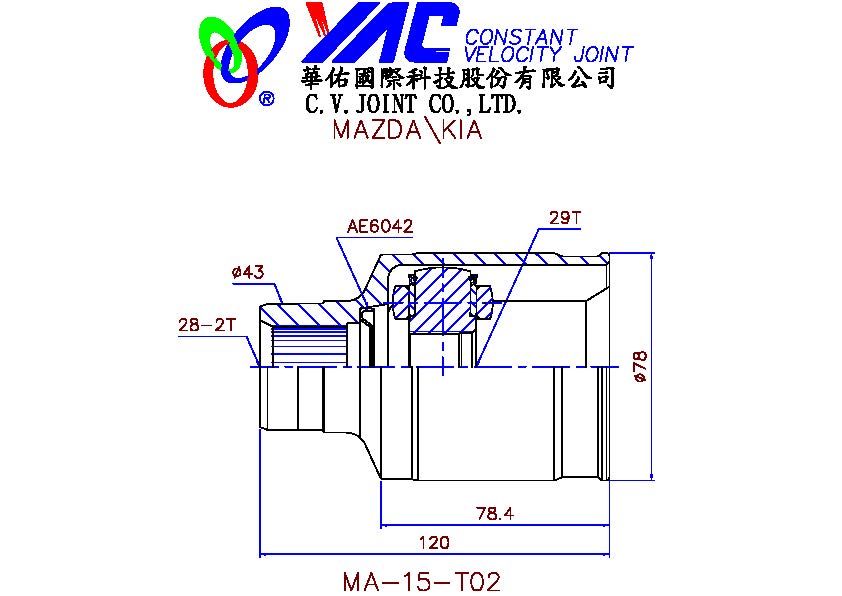 YAC CONSTANT
VELOCITY JOINT
®
華佑國際科技股份有限公司
C.V.JOINT CO.,LTD.
MAZDA\KIA
AE6042
29T
ø43
28-2T
ø78
78.4
120
MA-15-T02